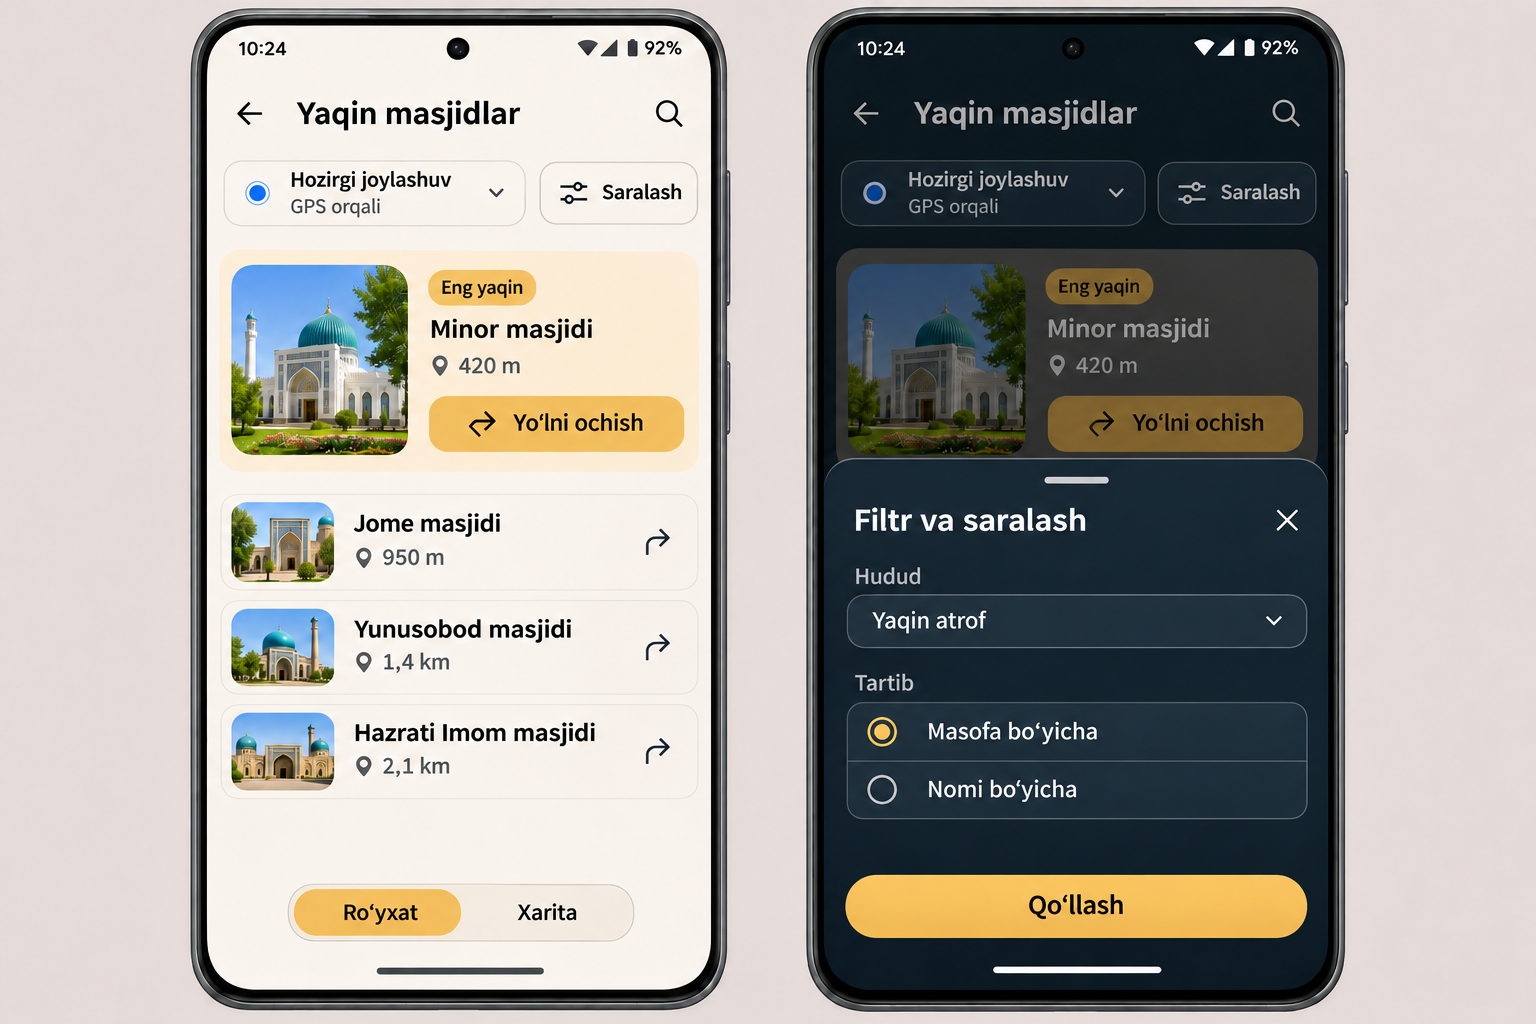 10:24
92%
Yaqin masjidlar
Hozirgi joylashuv
GPS orqali
Saralash
Eng yaqin
Minor masjidi
420 m
Yo‘lni ochish
Jome masjidi
950 m
Yunusobod masjidi
1,4 km
Hazrati Imom masjidi
2,1 km
Ro‘yxat
Xarita
10:24
92%
Yaqin masjidlar
Hozirgi joylashuv
GPS orqali
Saralash
Eng yaqin
Minor masjidi
420 m
Yo‘lni ochish
Filtr va saralash
Hudud
Yaqin atrof
Tartib
Masofa bo‘yicha
Nomi bo‘yicha
Qo‘llash